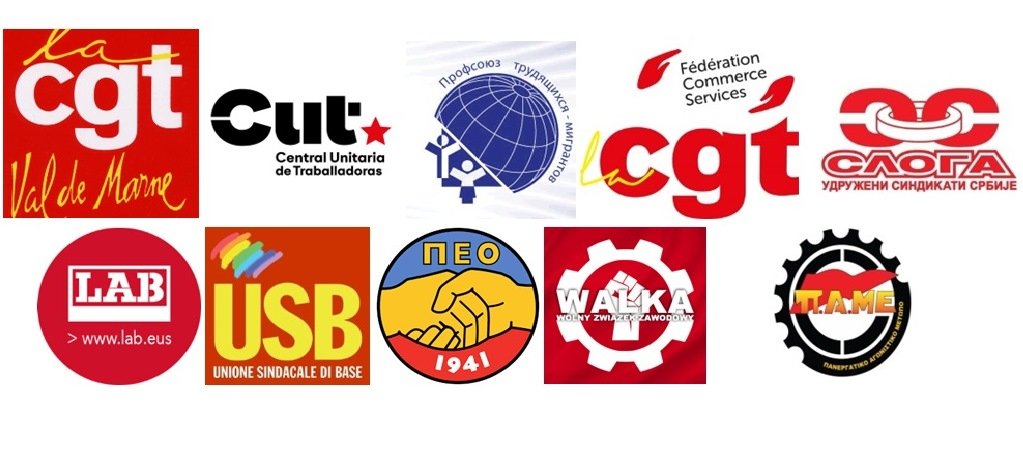 la
cgt
Val de Marne
Cut
Central Unitaria
de Traballadoras
Профсоюз трудящихся - мигрантов
Fédération
Commerce
Services
la
cgt
СЛОГА
УДРУЖЕНИ СИНДИКАТИ СРБИЈЕ
LAB
> www.lab.eus
USB
UNIONE SINDACALE DI BASE
ΠΕΟ
1941
WALKA
WOLNY ZWIĄZEK ZAWODOWY
Π.Α.ΜΕ
ΠΑΝΕΡΓΑΤΙΚΟ ΑΓΩΝΙΣΤΙΚΟ ΜΕΤΩΠΟ